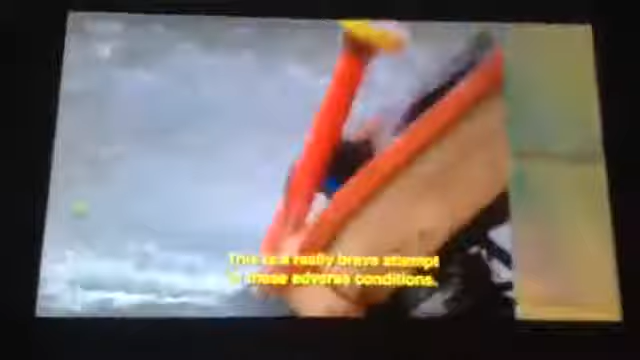 This is a really brave attempt
in these adverse conditions.